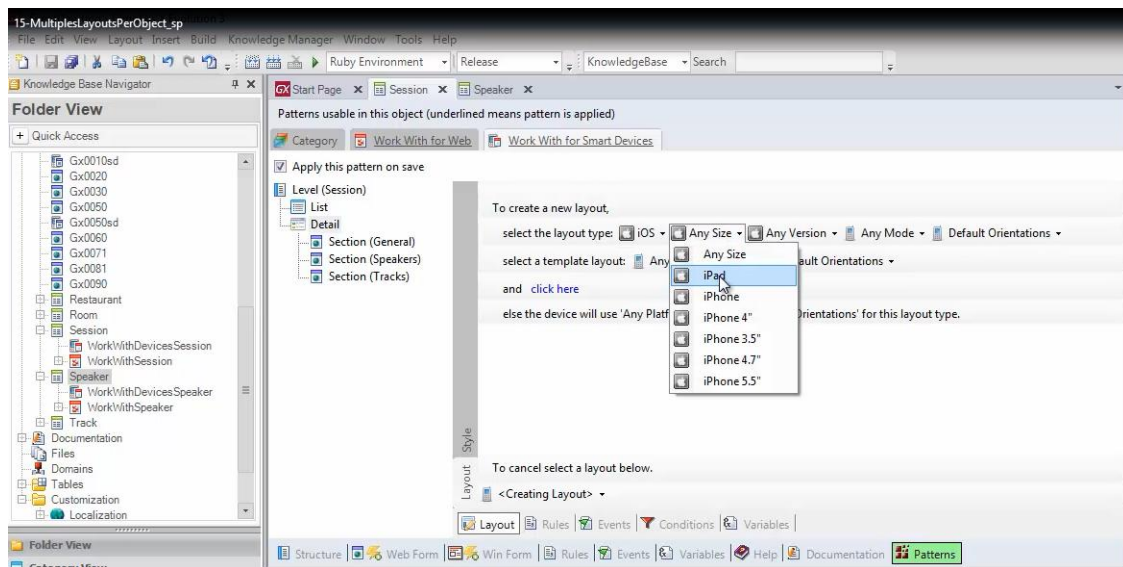 15-MultiplesLayoutsPerObject_sp
File Edit View Layout Insert Build Knowledge Manager Window Tools Help
Ruby Environment Release KnowledgeBase Search
Knowledge Base Navigator
Start Page Session Speaker
Folder View
Patterns usable in this object (underlined means pattern is applied)
+ Quick Access
Category Work With for Web Work With for Smart Devices
Apply this pattern on save
Gx0010sd
Gx0020
Gx0030
Gx0050
Gx0050sd
Gx0060
Gx0071
Gx0081
Gx0090
Restaurant
Room
Session
WorkWithDevicesSession
WorkWithSession
Speaker
WorkWithDevicesSpeaker
WorkWithSpeaker
Track
Documentation
Files
Domains
Tables
Customization
Localization
Folder View
Level (Session)
List
Detail
Section (General)
Section (Speakers)
Section (Tracks)
To create a new layout,
select the layout type: iOS Any Size Any Version Any Mode Default Orientations
select a template layout: Any ault Orientations
and click here
else the device will use 'Any Platf Orientations' for this layout type.
Any Size
iPad
iPhone
iPhone 4"
iPhone 3.5"
iPhone 4.7"
iPhone 5.5"
Style
Layout
To cancel select a layout below.
<Creating Layout>
Layout Rules Events Conditions Variables
Structure Web Form Win Form Rules Events Variables Help Documentation Patterns